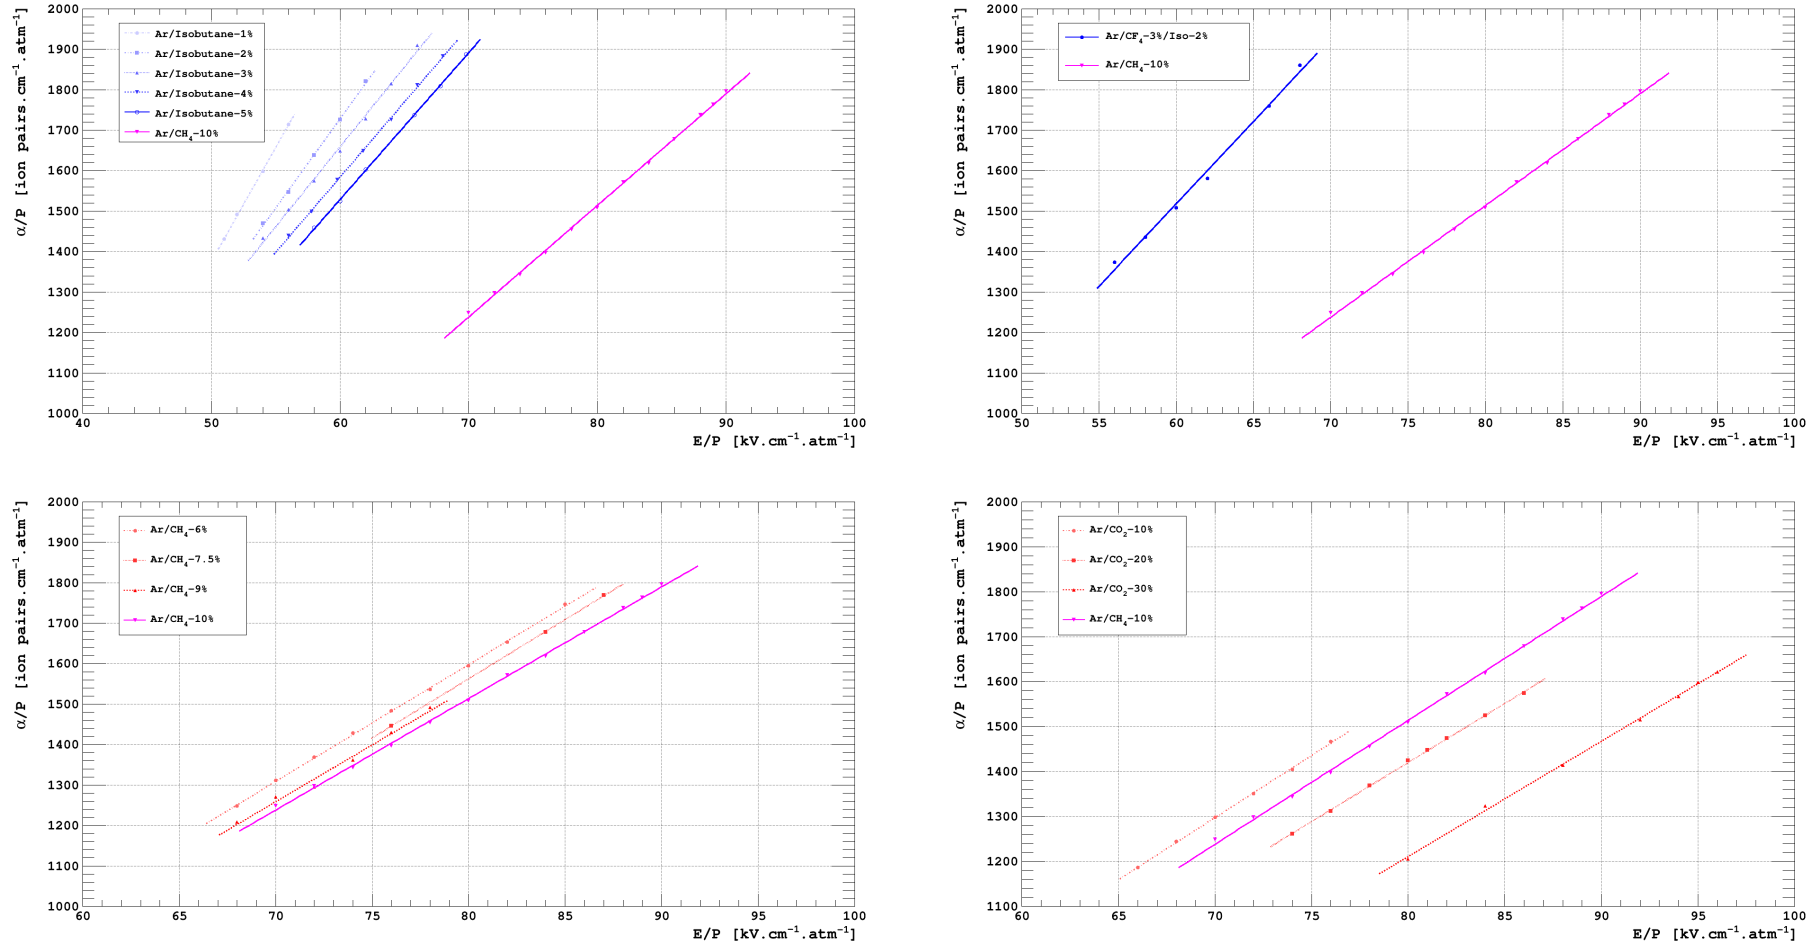 2000
1900
1800
1700
1600
1500
1400
1300
1200
1100
1000
α/P [ion pairs.cm⁻¹.atm⁻¹]
Ar/Isobutane-1%
Ar/Isobutane-2%
Ar/Isobutane-3%
Ar/Isobutane-4%
Ar/Isobutane-5%
Ar/CH₄-10%
40 50 60 70 80 90 100
E/P [kV.cm⁻¹.atm⁻¹]
2000
1900
1800
1700
1600
1500
1400
1300
1200
1100
1000
α/P [ion pairs.cm⁻¹.atm⁻¹]
Ar/CF₄-3%/Iso-2%
Ar/CH₄-10%
50 55 60 65 70 75 80 85 90 95 100
E/P [kV.cm⁻¹.atm⁻¹]
2000
1900
1800
1700
1600
1500
1400
1300
1200
1100
1000
α/P [ion pairs.cm⁻¹.atm⁻¹]
Ar/CH₄-6%
Ar/CH₄-7.5%
Ar/CH₄-9%
Ar/CH₄-10%
60 65 70 75 80 85 90 95 100
E/P [kV.cm⁻¹.atm⁻¹]
2000
1900
1800
1700
1600
1500
1400
1300
1200
1100
α/P [ion pairs.cm⁻¹.atm⁻¹]
Ar/CO₂-10%
Ar/CO₂-20%
Ar/CO₂-30%
Ar/CH₄-10%
60 65 70 75 80 85 90 95 100
E/P [kV.cm⁻¹.atm⁻¹]